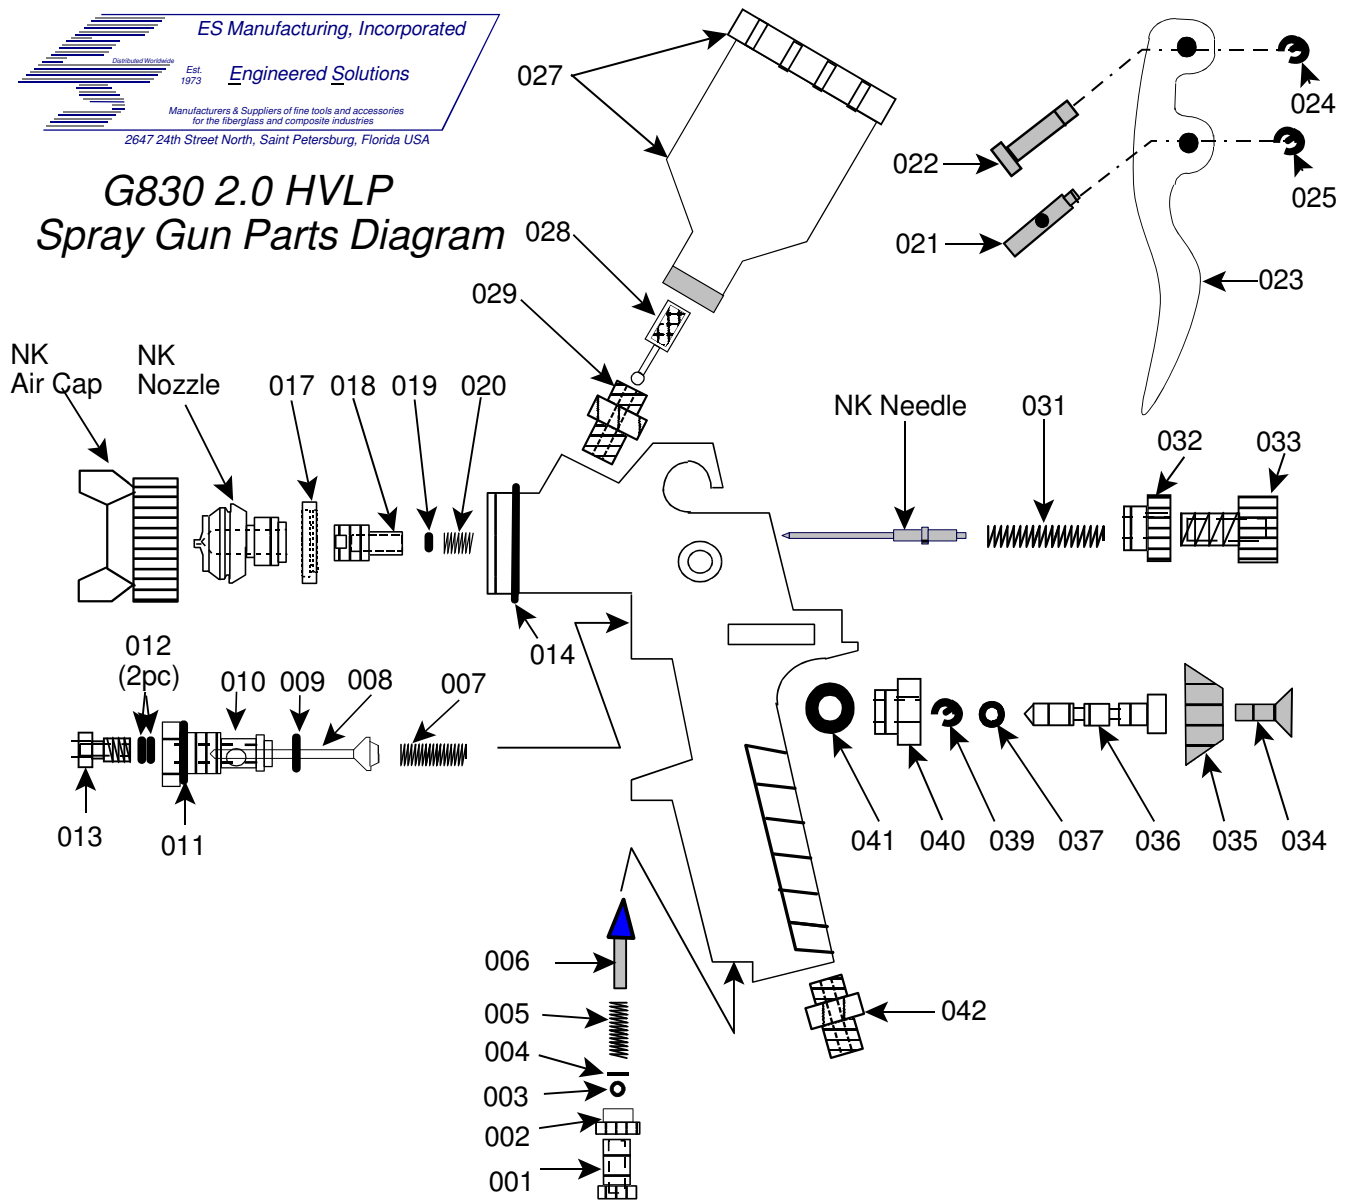 ES Manufacturing, Incorporated
Distributed Worldwide
Est.
1973
Engineered Solutions
Manufacturers & Suppliers of fine tools and accessories
for the fiberglass and composite industries
2647 24th Street North, Saint Petersburg, Florida USA
G830 2.0 HVLP
Spray Gun Parts Diagram
027
028
029
022
021
024
025
023
NK
Air Cap
NK
Nozzle
017
018
019
020
NK Needle
031
032
033
014
012
(2pc)
010
009
008
007
013
011
041
040
039
037
036
035
034
006
005
004
003
002
001
042